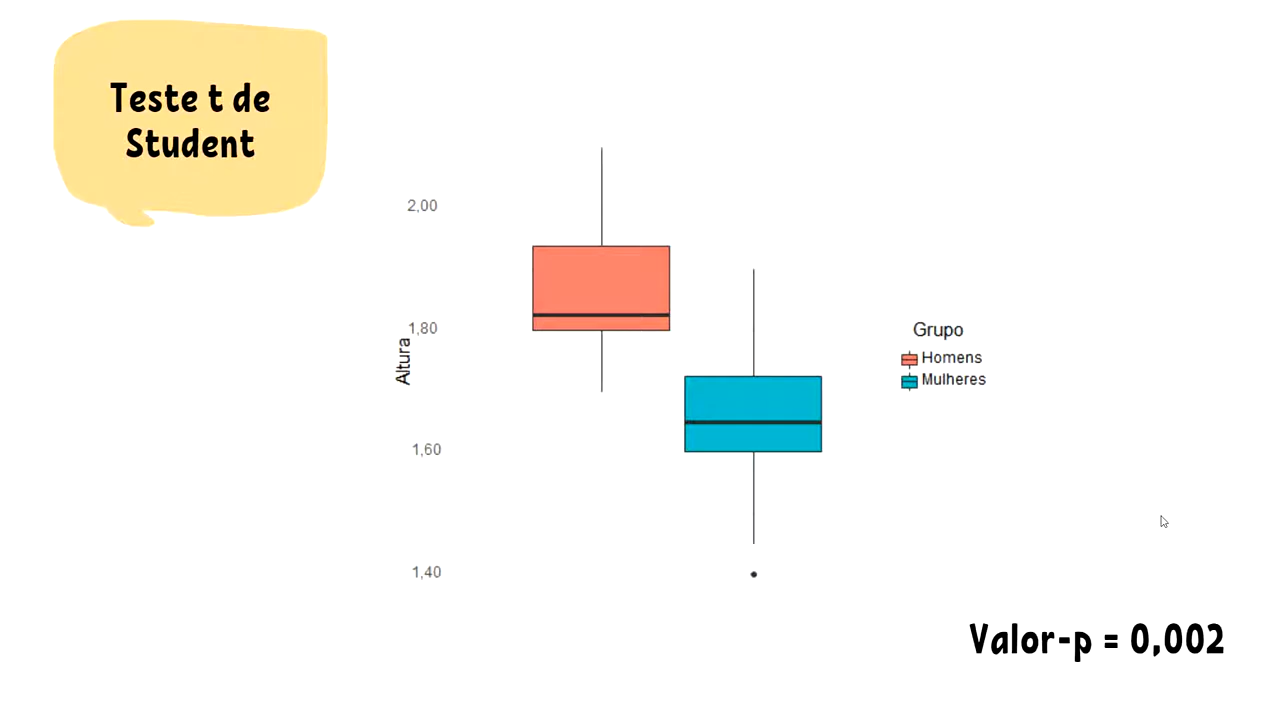 Teste t de
Student
2,00
1,80
1,60
1,40
Altura
Grupo
Homens
Mulheres
Valor-p = 0,002